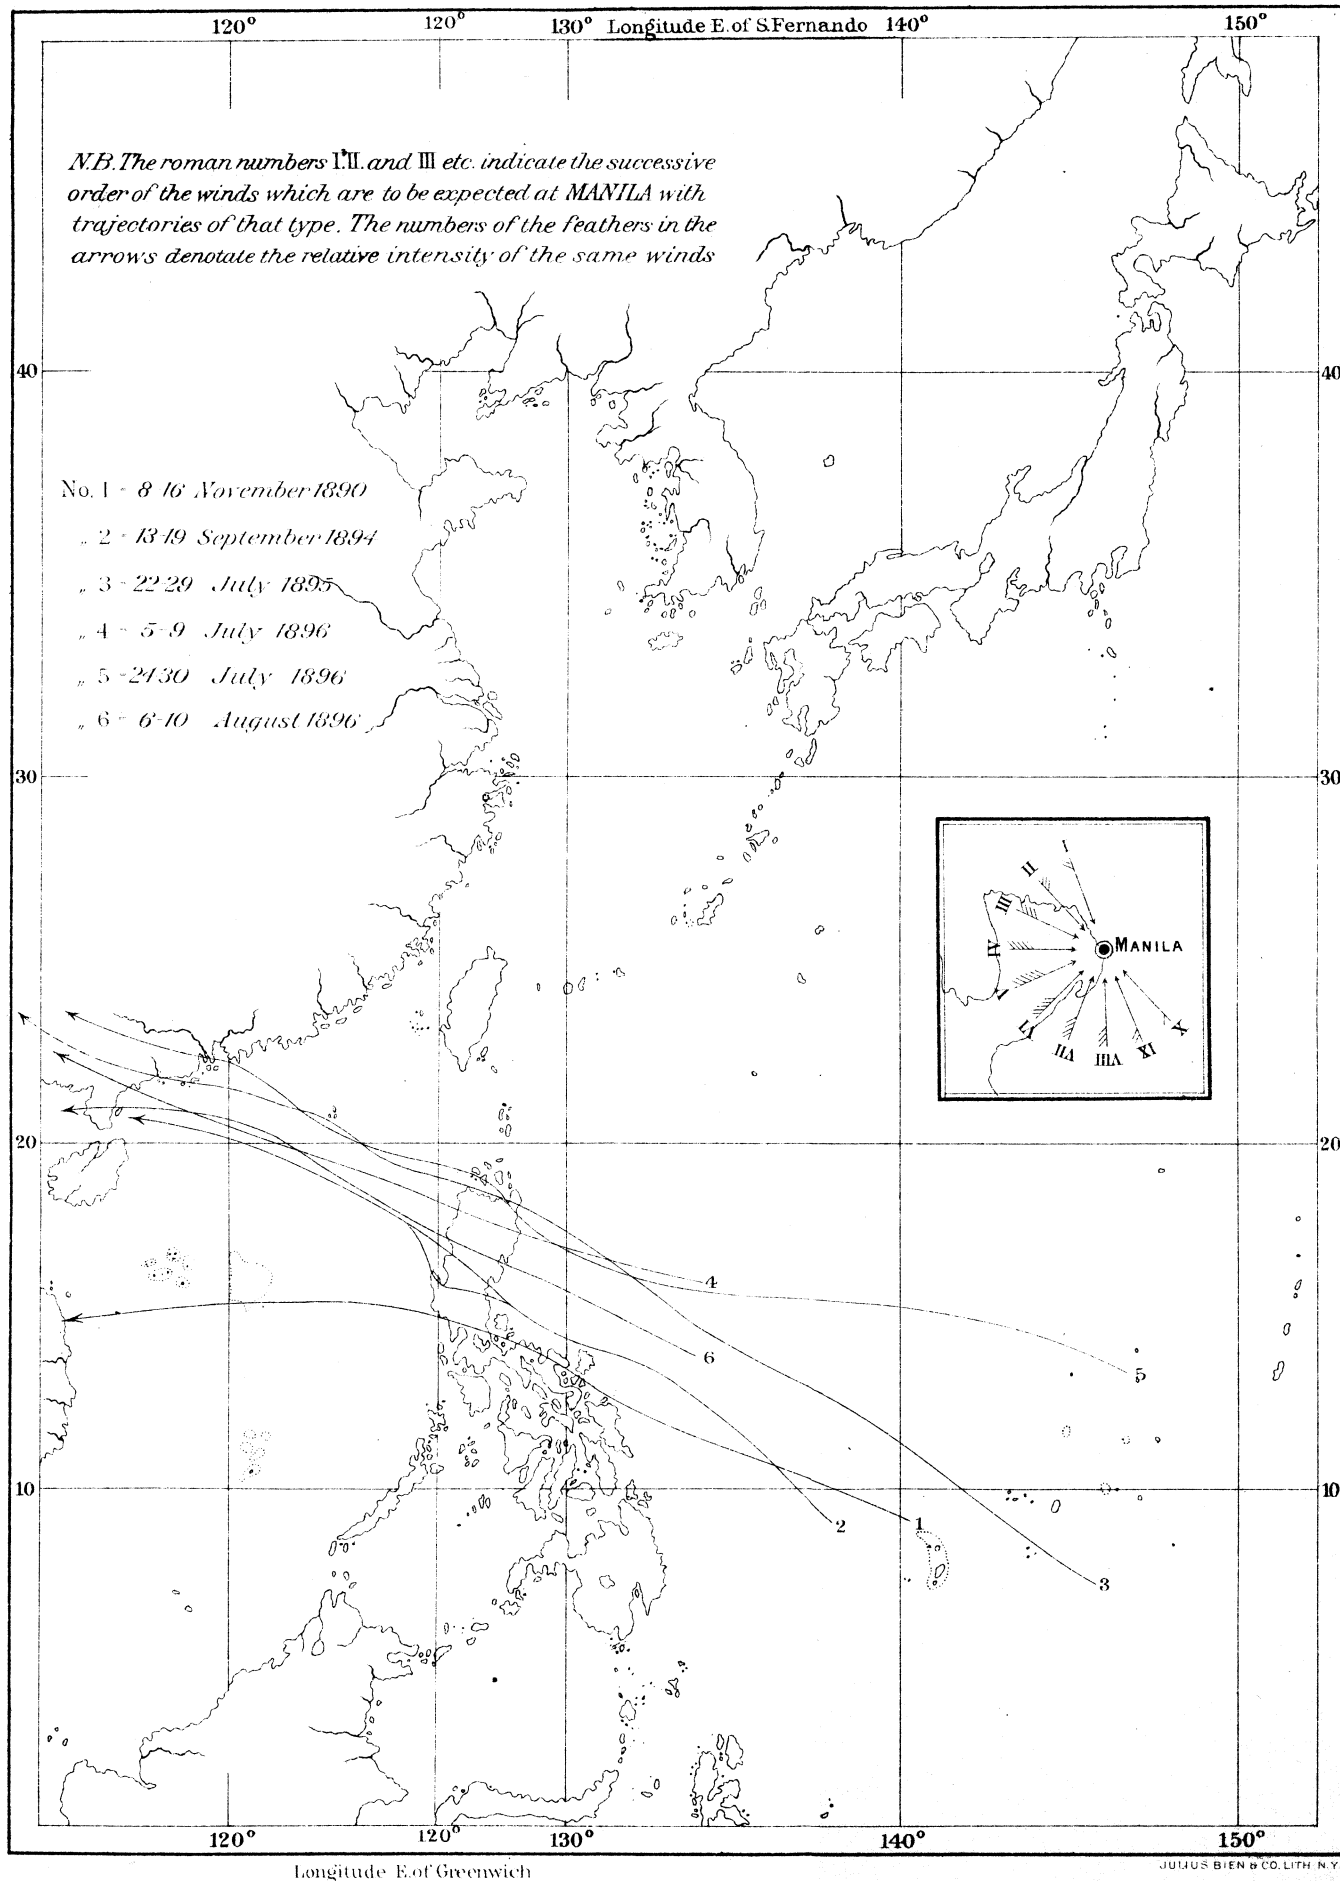 120° 120° 130° Longitude E. of S. Fernando 140° 150°
N.B. The roman numbers I. II. and III etc. indicate the successive
order of the winds which are to be expected at MANILA with
trajectories of that type. The numbers of the feathers in the
arrows denotate the relative intensity of the same winds
40 40
No. 1 - 8-16 November 1890
„ 2 - 13-19 September 1894
„ 3 - 22-29 July 1895
„ 4 - 5-9 July 1896
„ 5 - 24-30 July 1896
„ 6 - 6-10 August 1896
30 30
I
II
III
IV
MANILA
V
VI
VII
VIII
IX
X
20 20
4
6
5
10 10
2
1
3
120° 120° 130° 140° 150°
Longitude E. of Greenwich
JULIUS BIEN & CO. LITH. N.Y.